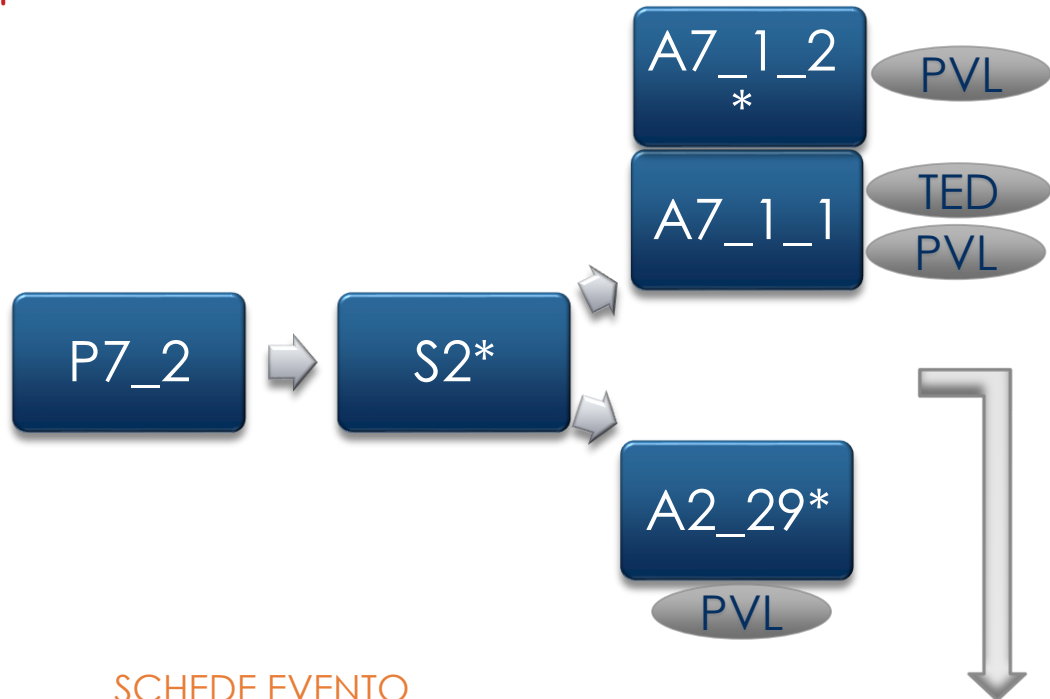 A7_1_2
*
PVL
A7_1_1
TED
PVL
P7_2
S2*
A2_29*
PVL
SCHEDE EVENTO